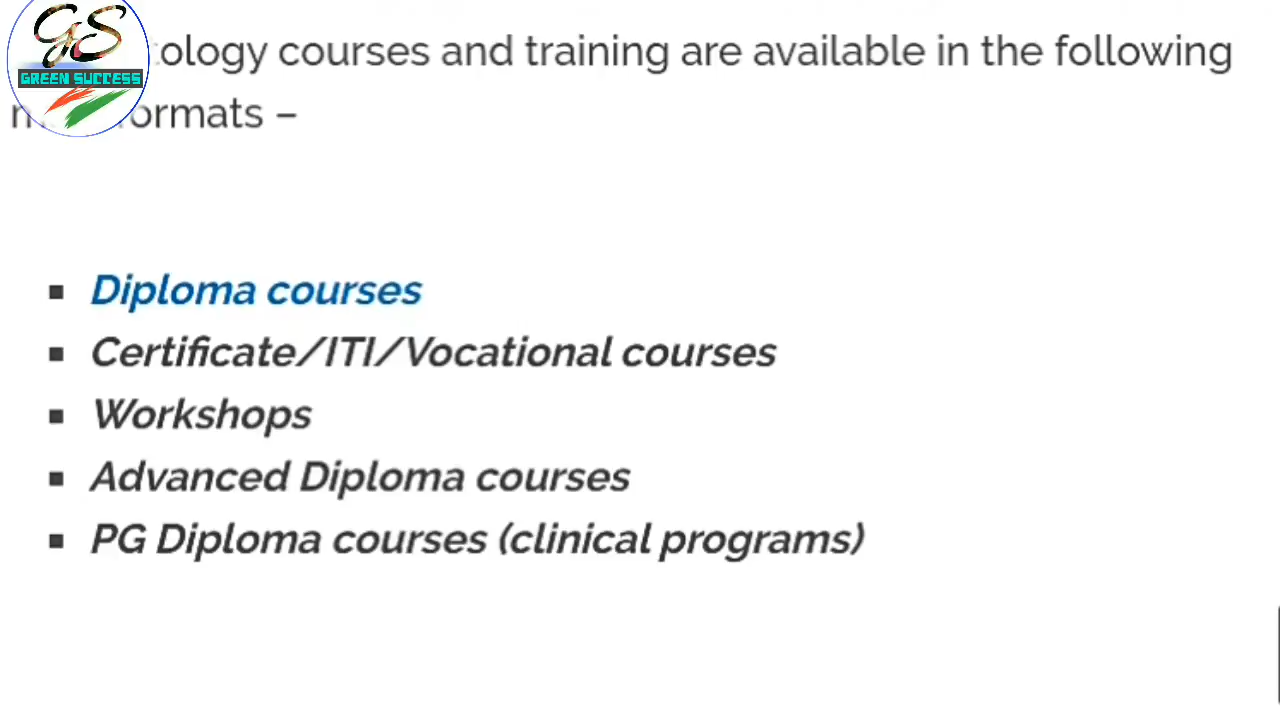 GS
GREEN SUCCESS
ology courses and training are available in the following
ormats –
Diploma courses
Certificate/ITI/Vocational courses
Workshops
Advanced Diploma courses
PG Diploma courses (clinical programs)